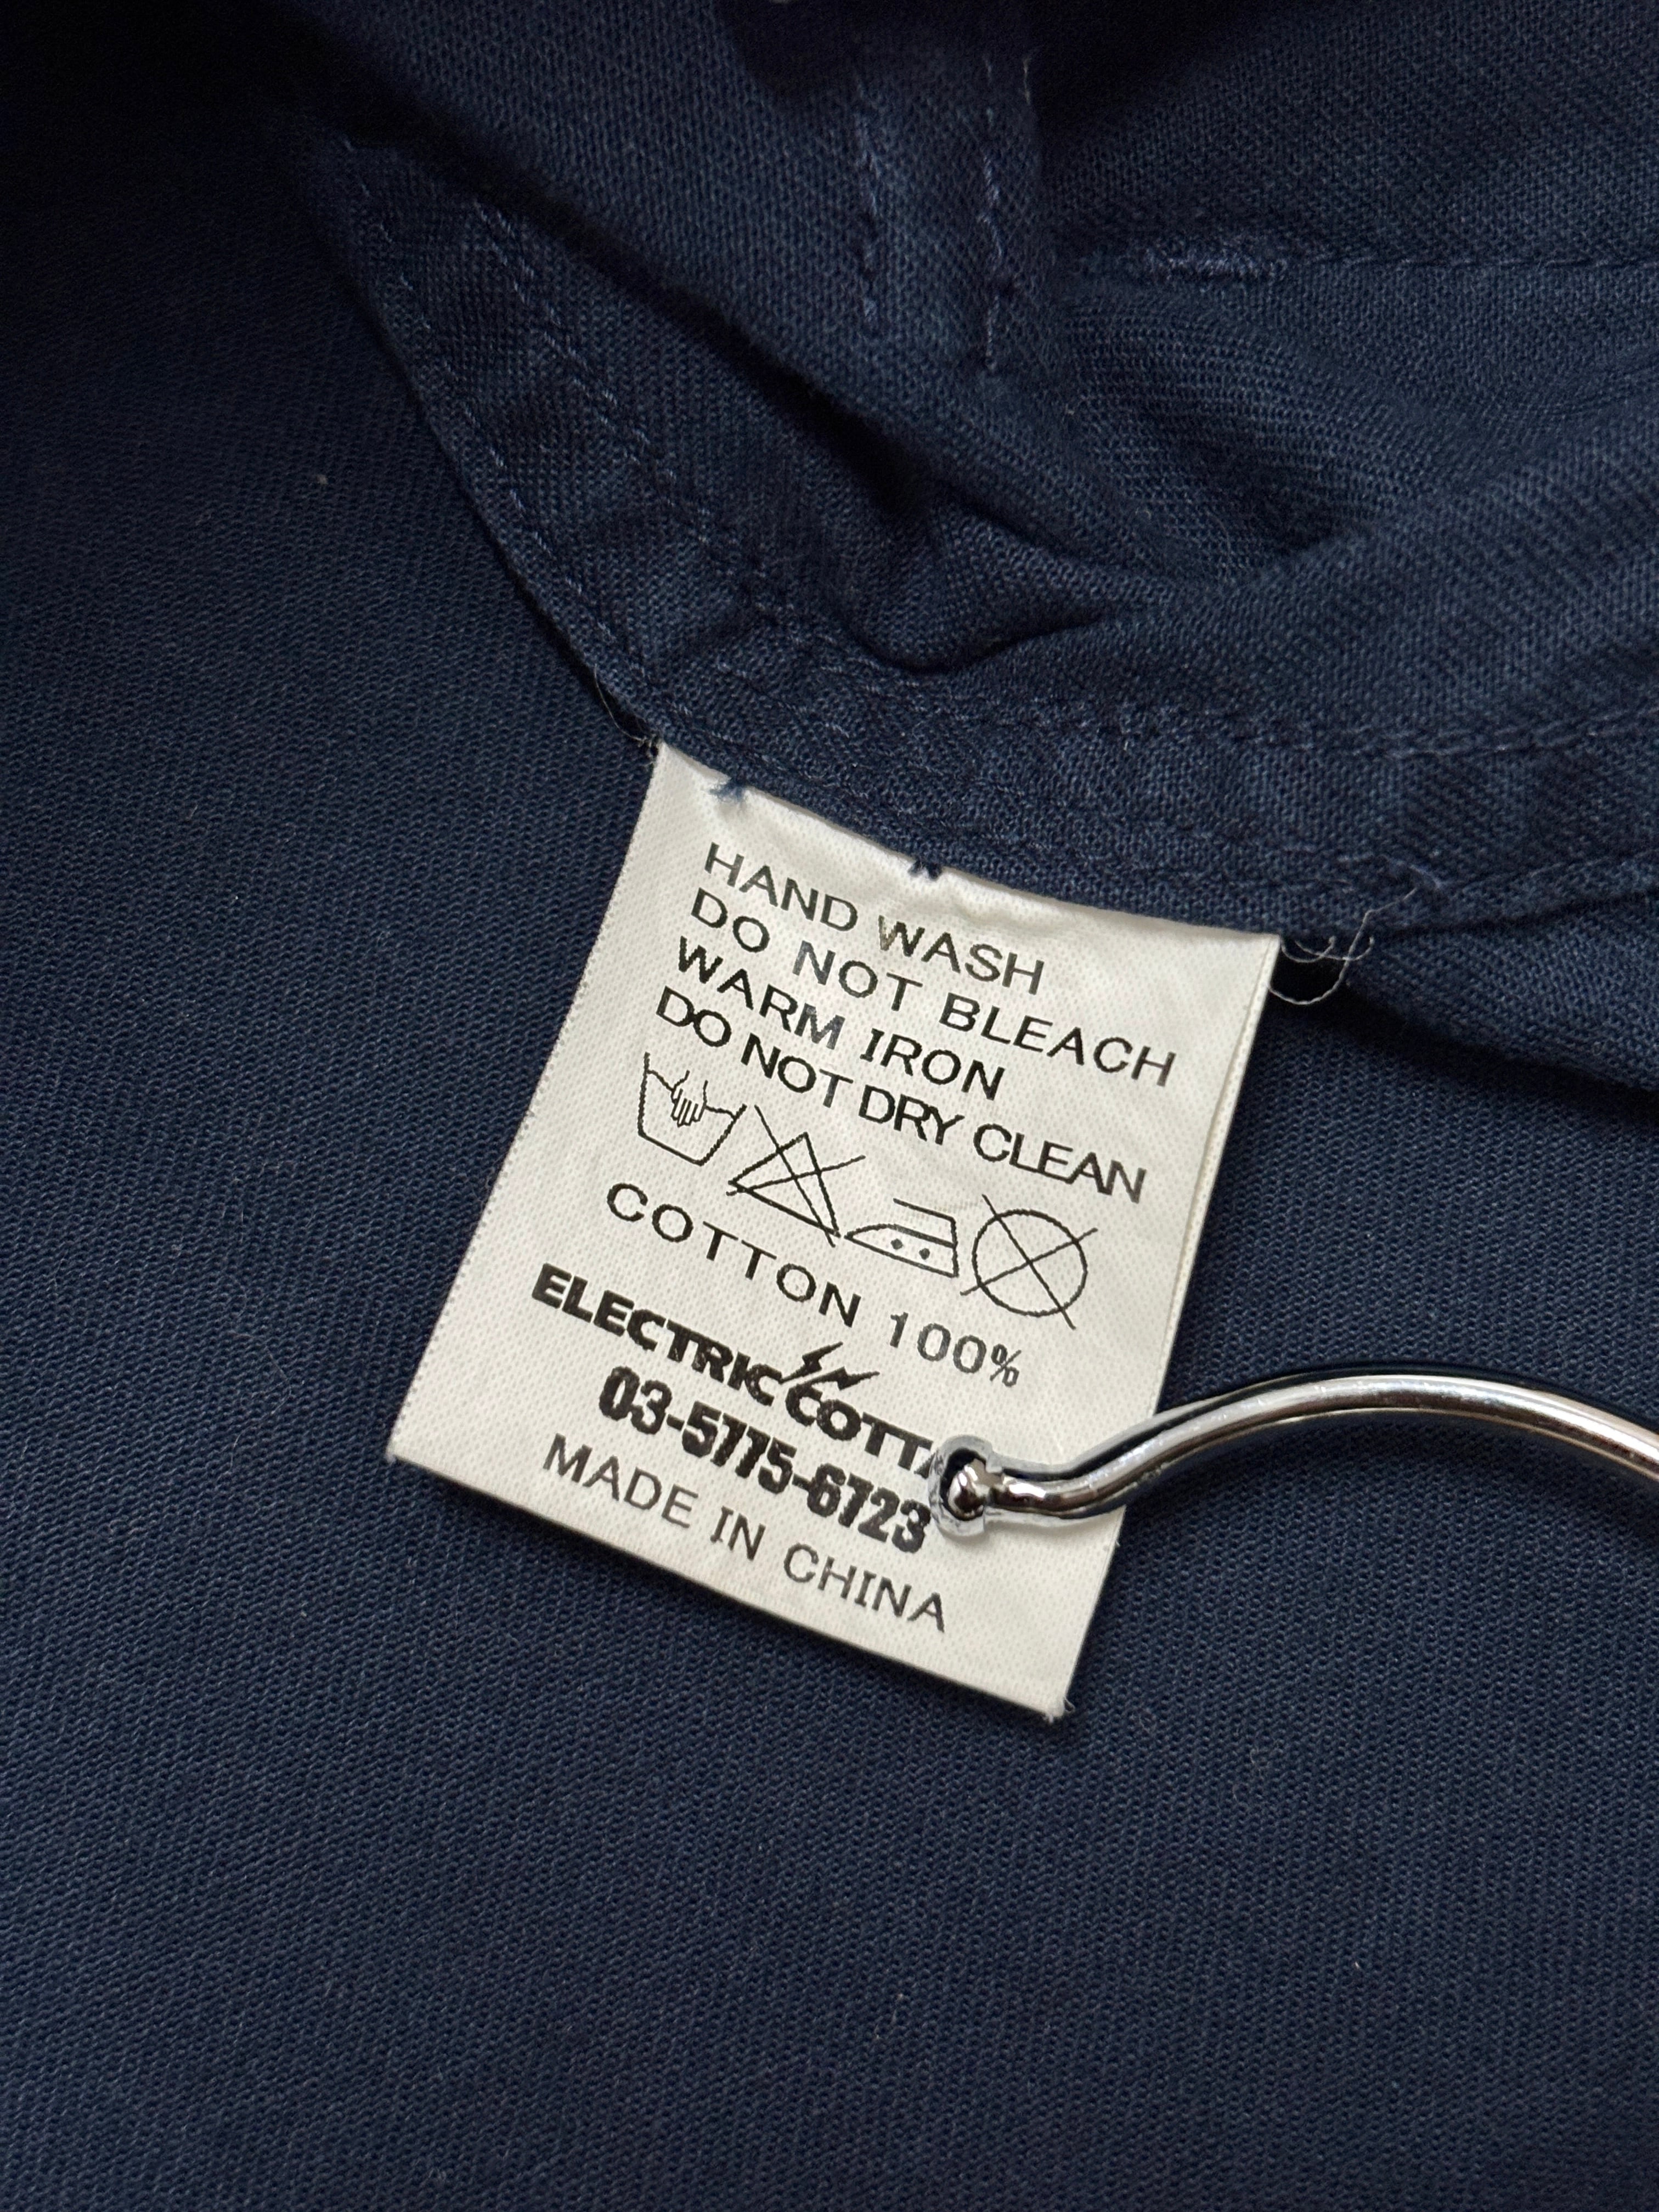 HAND WASH
DO NOT BLEACH
WARM IRON
DO NOT DRY CLEAN
COTTON 100%
ELECTRIC
03-5775-6723
MADE IN CHINA